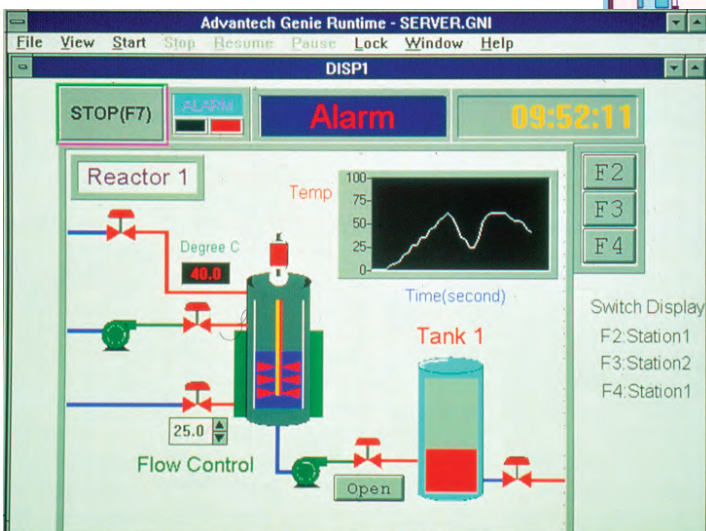 Advantech Genie Runtime - SERVER.GNI
File View Start Stop Resume Pause Lock Window Help
DISP1
STOP(F7)
ALARM
Alarm
09:52:11
Reactor 1
Temp
100-
75-
50-
25-
0-
Time(second)
F2
F3
F4
Degree C
40.0
Switch Display
F2:Station1
F3:Station2
F4:Station1
Tank 1
25.0
Flow Control
Open